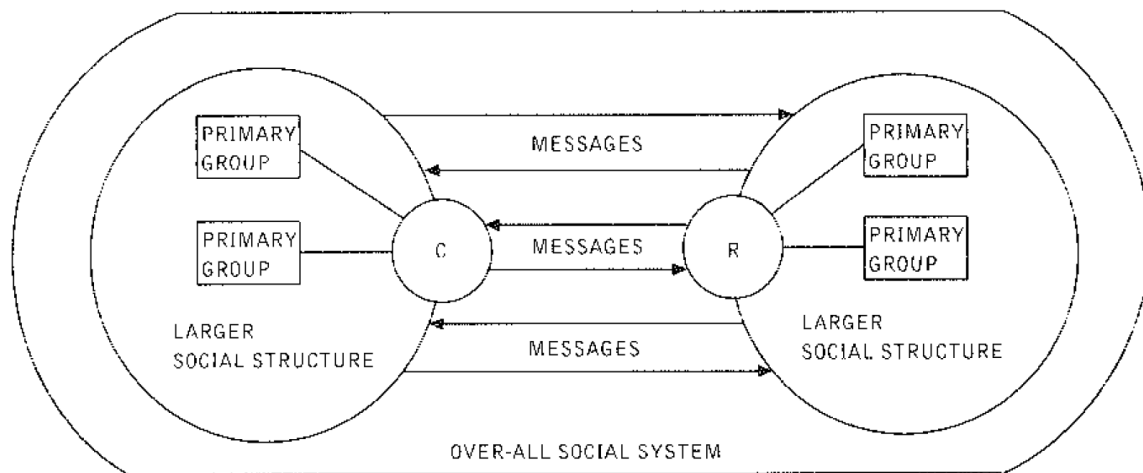 PRIMARY
GROUP
MESSAGES
PRIMARY
GROUP
PRIMARY
GROUP
C
MESSAGES
R
PRIMARY
GROUP
LARGER
SOCIAL STRUCTURE
MESSAGES
LARGER
SOCIAL STRUCTURE
OVER-ALL SOCIAL SYSTEM